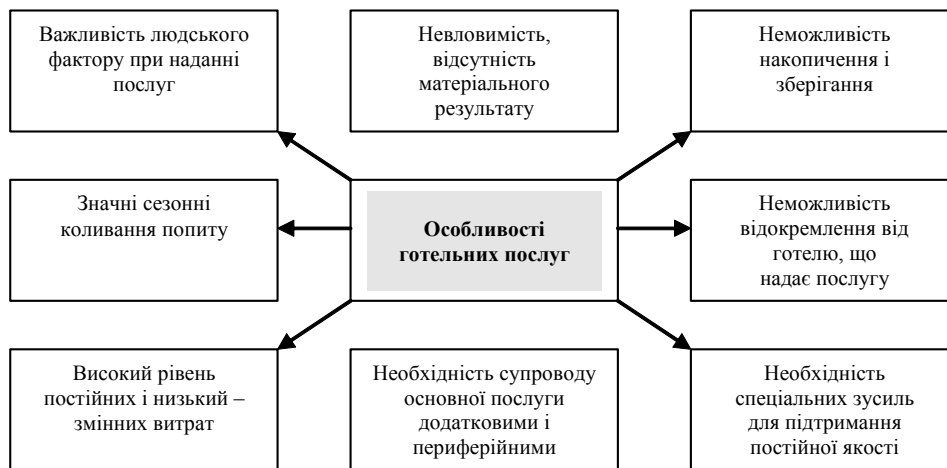 Важливість людського
фактору при наданні
послуг
Невловимість,
відсутність
матеріального
результату
Неможливість
накопичення і
зберігання
Значні сезонні
коливання попиту
Особливості
готельних послуг
Неможливість
відокремлення від
готелю, що
надає послугу
Високий рівень
постійних і низький –
змінних витрат
Необхідність супроводу
основної послуги
додатковими і
периферійними
Необхідність
спеціальних зусиль
для підтримання
постійної якості